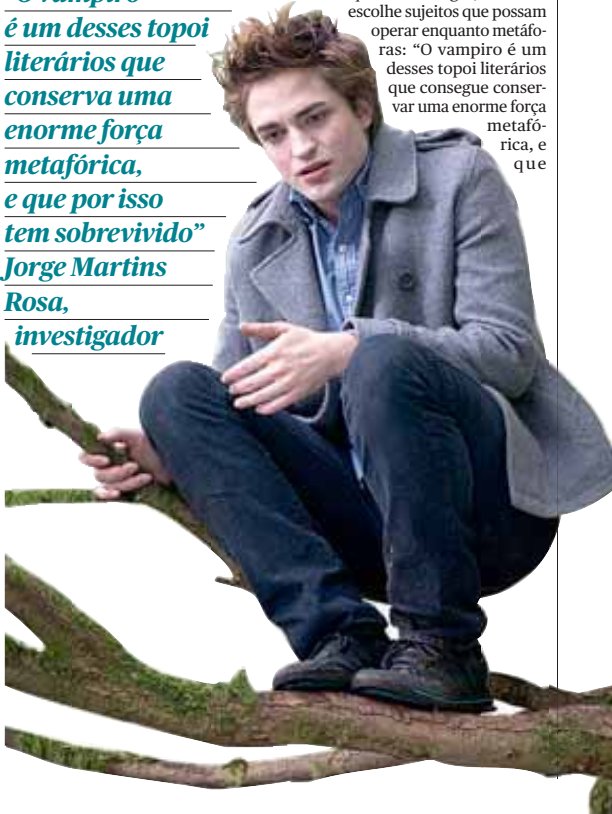 é um desses topoi
literários que
conserva uma
enorme força
metafórica,
e que por isso
tem sobrevivido”
Jorge Martins
Rosa,
investigador
escolhe sujeitos que possam
operar enquanto metáfo-
ras: “O vampiro é um
desses topoi literários
que consegue conser-
var uma enorme força
metafó-
rica, e
que